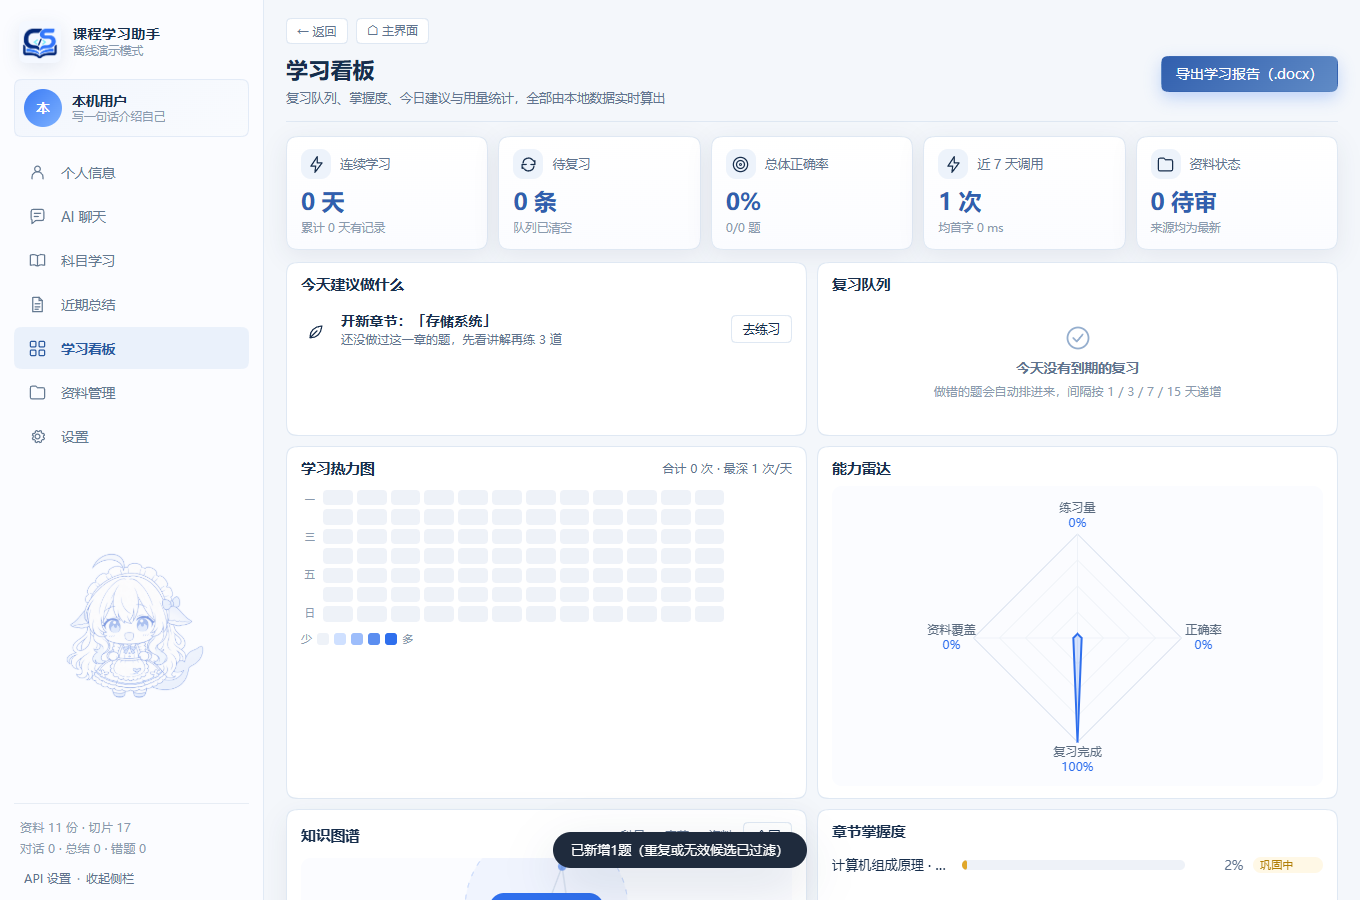 课程学习助手
离线演示模式
本
本机用户
写一句话介绍自己
个人信息
AI 聊天
科目学习
近期总结
学习看板
资料管理
设置
资料 11 份 · 切片 17
对话 0 · 总结 0 · 错题 0
API 设置 · 收起侧栏
← 返回
主界面
学习看板
复习队列、掌握度、今日建议与用量统计，全部由本地数据实时算出
导出学习报告（.docx）
连续学习
0 天
累计 0 天有记录
待复习
0 条
队列已清空
总体正确率
0%
0/0 题
近 7 天调用
1 次
均首字 0 ms
资料状态
0 待审
来源均为最新
今天建议做什么
开新章节：「存储系统」
还没做过这一章的题，先看讲解再练 3 道
去练习
复习队列
今天没有到期的复习
做错的题会自动排进来，间隔按 1 / 3 / 7 / 15 天递增
学习热力图
合计 0 次 · 最深 1 次/天
一
三
五
日
少
多
能力雷达
练习量
0%
资料覆盖
0%
正确率
0%
复习完成
100%
知识图谱
已新增1题（重复或无效候选已过滤）
章节掌握度
计算机组成原理 · ...
2%
巩固中